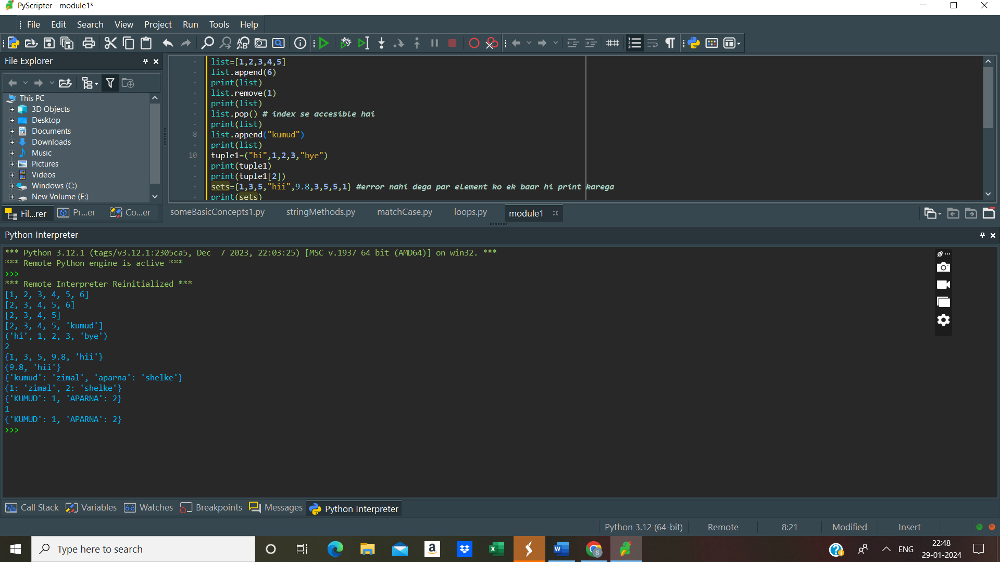 PyScripter - module1*
File Edit Search View Project Run Tools Help
File Explorer
This PC
3D Objects
Desktop
Documents
Downloads
Music
Pictures
Videos
Windows (C:)
New Volume (E:)
Fil...rer Pr...er Co...er
list=[1,2,3,4,5]
list.append(6)
print(list)
list.remove(1)
print(list)
list.pop() # index se accesible hai
print(list)
8 list.append("kumud")
print(list)
10 tuple1=("hi",1,2,3,"bye")
print(tuple1)
print(tuple1[2])
sets={1,3,5,"hii",9.8,3,5,5,1} #error nahi dega par element ko ek baar hi print karega
print(sets)
someBasicConcepts1.py stringMethods.py matchCase.py loops.py module1
Python Interpreter
*** Python 3.12.1 (tags/v3.12.1:2305ca5, Dec  7 2023, 22:03:25) [MSC v.1937 64 bit (AMD64)] on win32. ***
*** Remote Python engine is active ***
>>>
*** Remote Interpreter Reinitialized ***
[1, 2, 3, 4, 5, 6]
[2, 3, 4, 5, 6]
[2, 3, 4, 5]
[2, 3, 4, 5, 'kumud']
('hi', 1, 2, 3, 'bye')
2
{1, 3, 5, 9.8, 'hii'}
{9.8, 'hii'}
{'kumud': 'zimal', 'aparna': 'shelke'}
{1: 'zimal', 2: 'shelke'}
{'KUMUD': 1, 'APARNA': 2}
1
{'KUMUD': 1, 'APARNA': 2}
>>>
Call Stack Variables Watches Breakpoints Messages Python Interpreter
Python 3.12 (64-bit) Remote 8:21 Modified Insert
Type here to search
ENG
22:48
29-01-2024